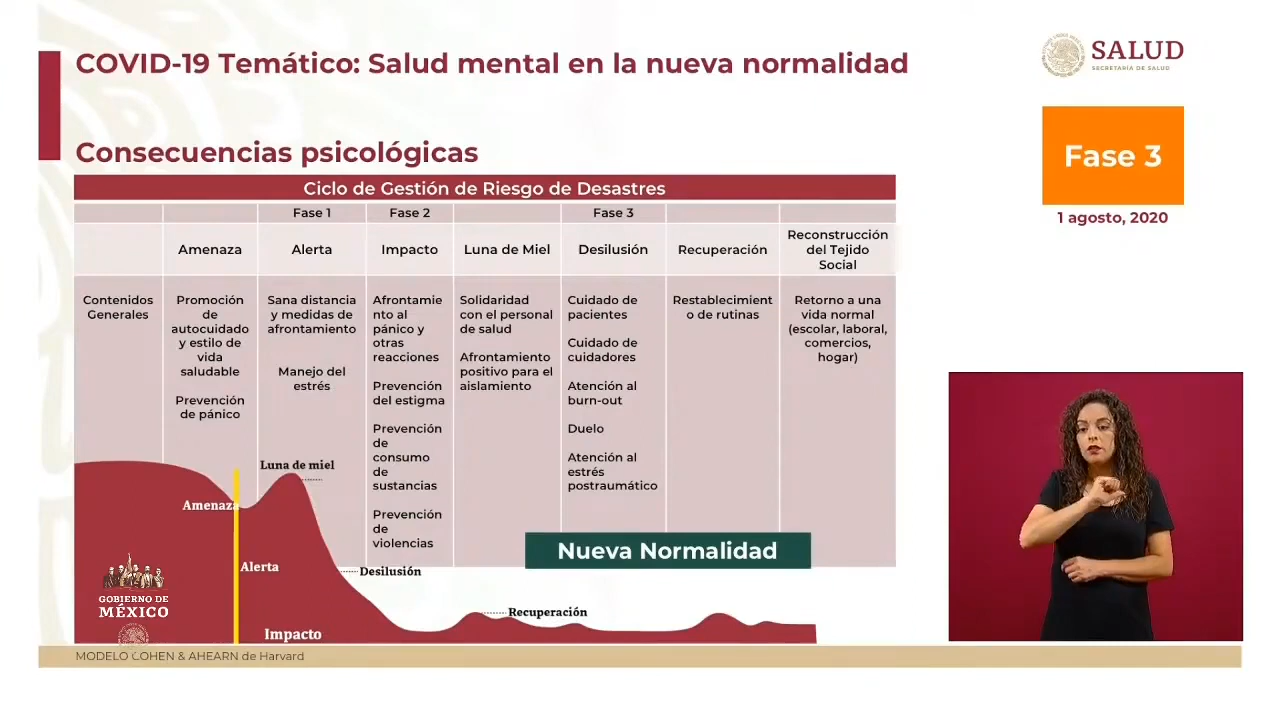 COVID-19 Temático: Salud mental en la nueva normalidad
SALUD
SECRETARÍA DE SALUD
Fase 3
1 agosto, 2020
Consecuencias psicológicas
Ciclo de Gestión de Riesgo de Desastres
Fase 1
Fase 2
Fase 3
Amenaza
Alerta
Impacto
Luna de Miel
Desilusión
Recuperación
Reconstrucción
del Tejido
Social
Contenidos
Generales
Promoción
de
autocuidado
y estilo de
vida
saludable
Prevención
de pánico
Sana distancia
y medidas de
afrontamiento
Manejo del
estrés
Afrontamie
nto al
pánico y
otras
reacciones
Prevención
del estigma
Prevención
de
consumo
de
sustancias
Prevención
de
violencias
Solidaridad
con el personal
de salud
Afrontamiento
positivo para el
aislamiento
Cuidado de
pacientes
Cuidado de
cuidadores
Atención al
burn-out
Duelo
Atención al
estrés
postraumático
Restablecimient
o de rutinas
Retorno a una
vida normal
(escolar, laboral,
comercios,
hogar)
Luna de miel
Amenaza
Alerta
Desilusión
Impacto
Recuperación
Nueva Normalidad
GOBIERNO DE
MÉXICO
MODELO COHEN & AHEARN de Harvard